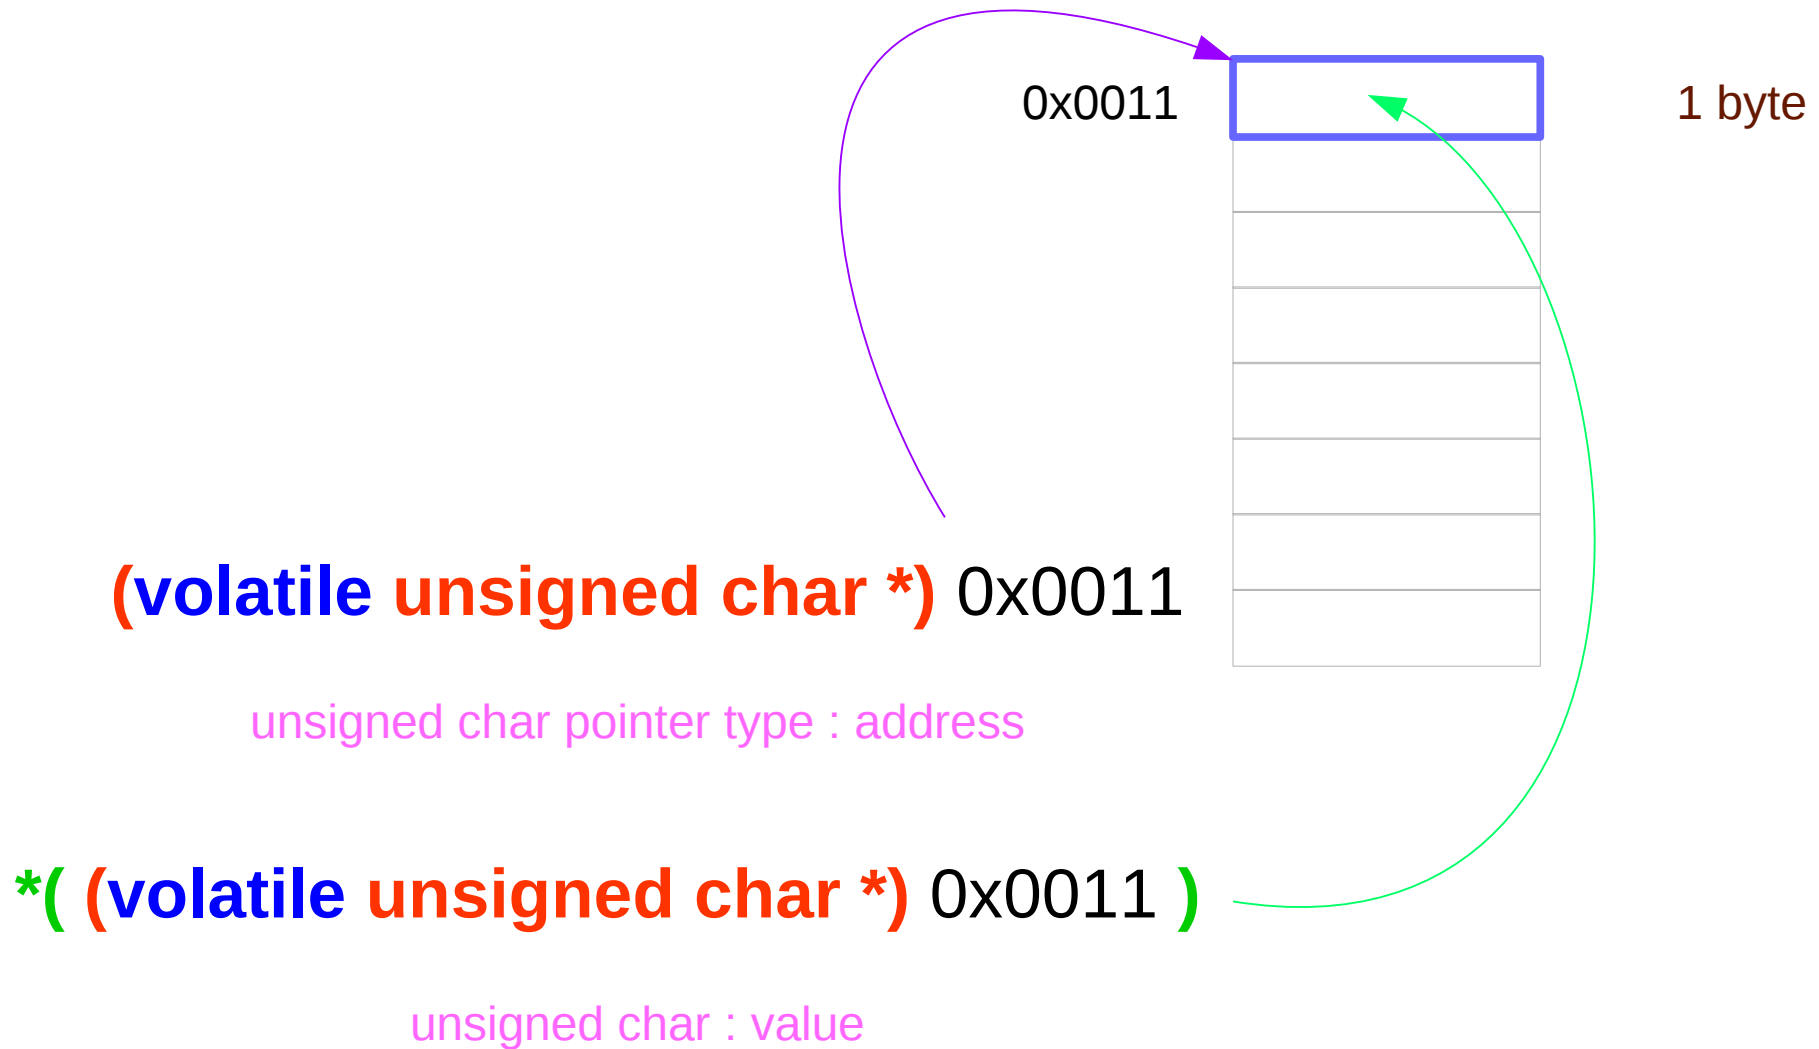 0x0011 1 byte
(volatile unsigned char *) 0x0011
unsigned char pointer type : address
*( (volatile unsigned char *) 0x0011 )
unsigned char : value